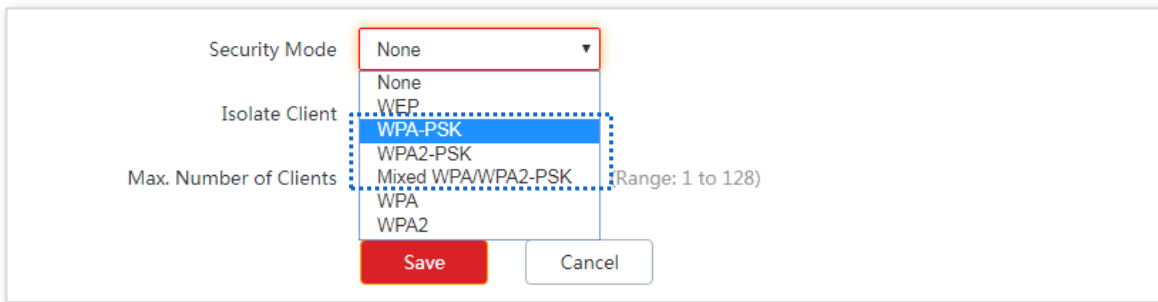 Security Mode None
None
Isolate Client WEP
WPA-PSK
WPA2-PSK
Max. Number of Clients Mixed WPA/WPA2-PSK (Range: 1 to 128)
WPA
WPA2
Save Cancel